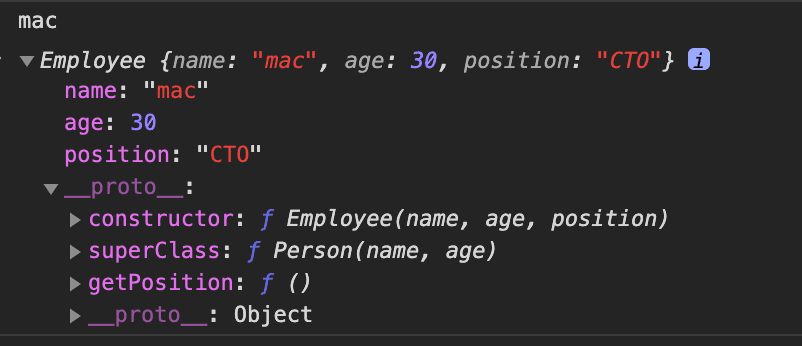 mac
Employee {name: "mac", age: 30, position: "CTO"} i
name: "mac"
age: 30
position: "CTO"
__proto__:
constructor: ƒ Employee(name, age, position)
superClass: ƒ Person(name, age)
getPosition: ƒ ()
__proto__: Object